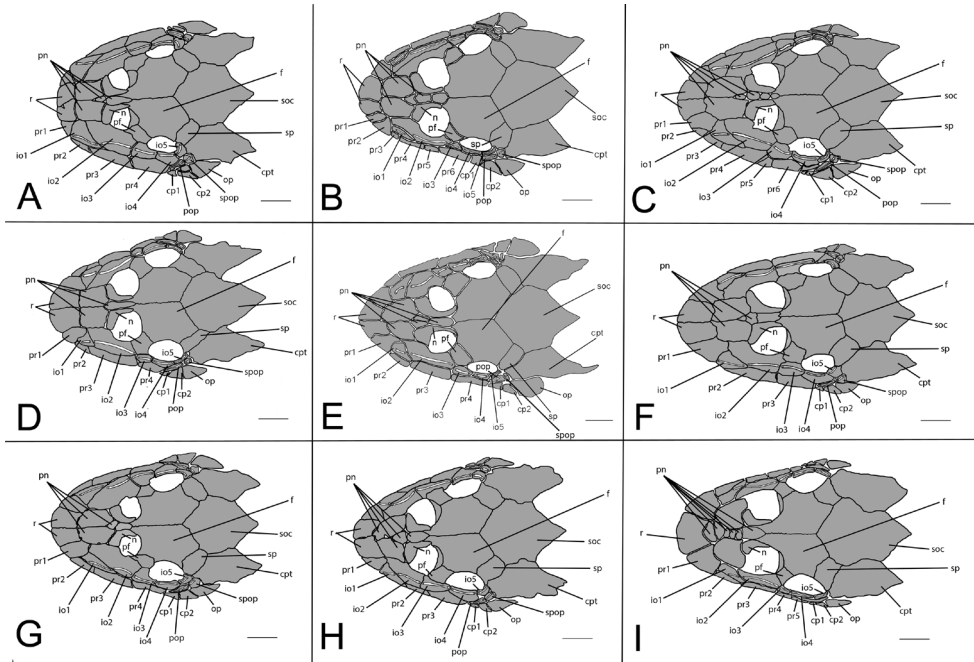 pn
r
pr1
io1
pr2
io2
pr3
pr4
io4
cp1
pop
cp2
spop
op
cpt
sp
soc
f
n
pf
io5
A
pn
r
pr1
pr2
pr3
io1
pr4
io2
pr5
io3
pr6
io4
cp1
io5
cp2
pop
op
spop
cpt
soc
f
n
pf
sp
B
pn
r
pr1
io1
pr2
io2
pr3
io3
pr4
pr5
pr6
io4
cp1
cp2
pop
op
cpt
sp
soc
f
n
pf
io5
C
pn
r
pr1
io1
pr2
pr3
io2
io3
pr4
io4
cp1
pop
cp2
op
spop
cpt
sp
soc
f
n
pf
io5
D
pn
r
pr1
io1
pr2
io2
pr3
io3
pr4
io4
io5
cp2
op
sp
spop
cpt
soc
f
n
pf
pop
E
pn
r
pr1
io2
pr3
io3
io4
cp1
pop
cp2
op
spop
cpt
sp
soc
f
n
pf
io5
F
pn
r
pr1
pr2
io1
pr3
io2
pr4
io3
io4
cp1
pop
cp2
op
spop
cpt
sp
soc
f
n
pf
io5
G
pn
r
pr1
io1
io2
pr2
io3
pr3
io4
pop
cp1
cp2
op
spop
cpt
sp
soc
f
n
pf
io5
H
pn
r
pr1
io1
pr2
io2
pr3
io3
pr4
pr5
io4
cp1
cp2
op
cpt
sp
soc
f
n
pf
io5
I